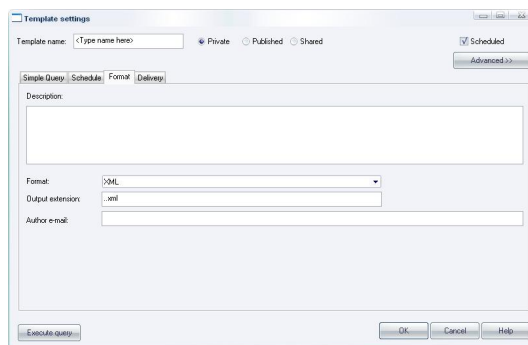 Template settings
Template name: <Type name here> Private Published Shared Scheduled
Advanced >>
Simple Query Schedule Format Delivery
Description:
Format: XML
Output extension: .xml
Author e-mail:
Execute query OK Cancel Help